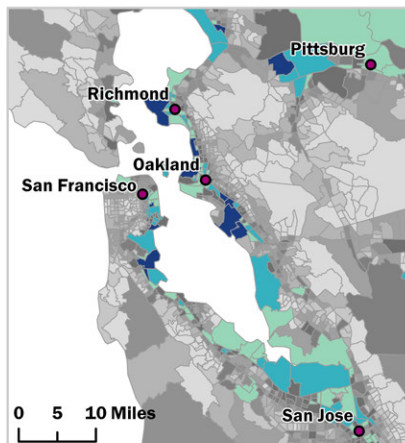 Pittsburg
Richmond
Oakland
San Francisco
San Jose
0 5 10 Miles